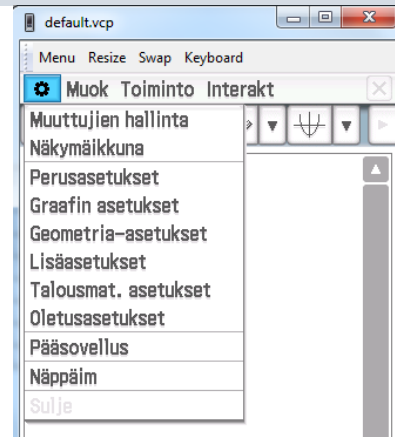 default.vcp
Menu Resize Swap Keyboard
Muok Toiminto Interakt
Muuttujien hallinta
Näkymäikkuna
Perusasetukset
Graafin asetukset
Geometria-asetukset
Lisäasetukset
Talousmat. asetukset
Oletusasetukset
Pääsovellus
Näppäim
Sulje